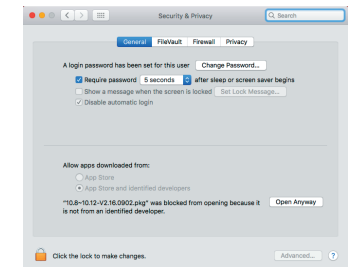 Security & Privacy
Search
General FileVault Firewall Privacy
A login password has been set for this user Change Password...
Require password 5 seconds after sleep or screen saver begins
Show a message when the screen is locked Set Lock Message...
Disable automatic login
Allow apps downloaded from:
App Store
App Store and identified developers
"10.8~10.12-V2.16.0902.pkg" was blocked from opening because it Open Anyway
is not from an identified developer.
Click the lock to make changes. Advanced... ?